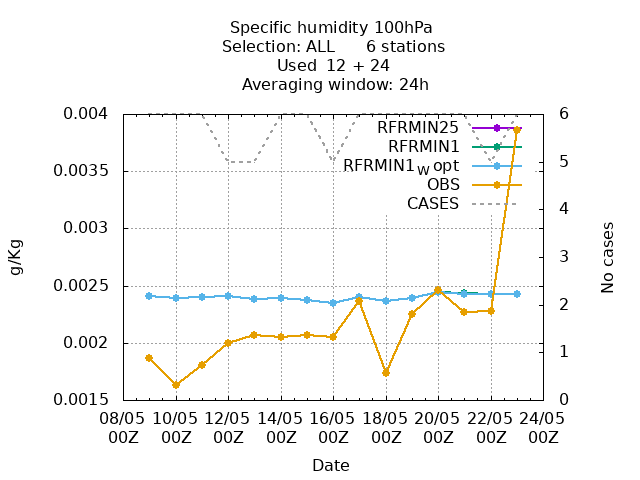 Specific humidity 100hPa
Selection: ALL 6 stations
Used 12 + 24
Averaging window: 24h
0.004
0.0035
0.003
0.0025
0.002
0.0015
g/Kg
6
5
4
3
2
1
0
No cases
RFRMIN25
RFRMIN1
RFRMIN1w opt
OBS
CASES
08/05 10/05 12/05 14/05 16/05 18/05 20/05 22/05 24/05
00Z 00Z 00Z 00Z 00Z 00Z 00Z 00Z 00Z
Date